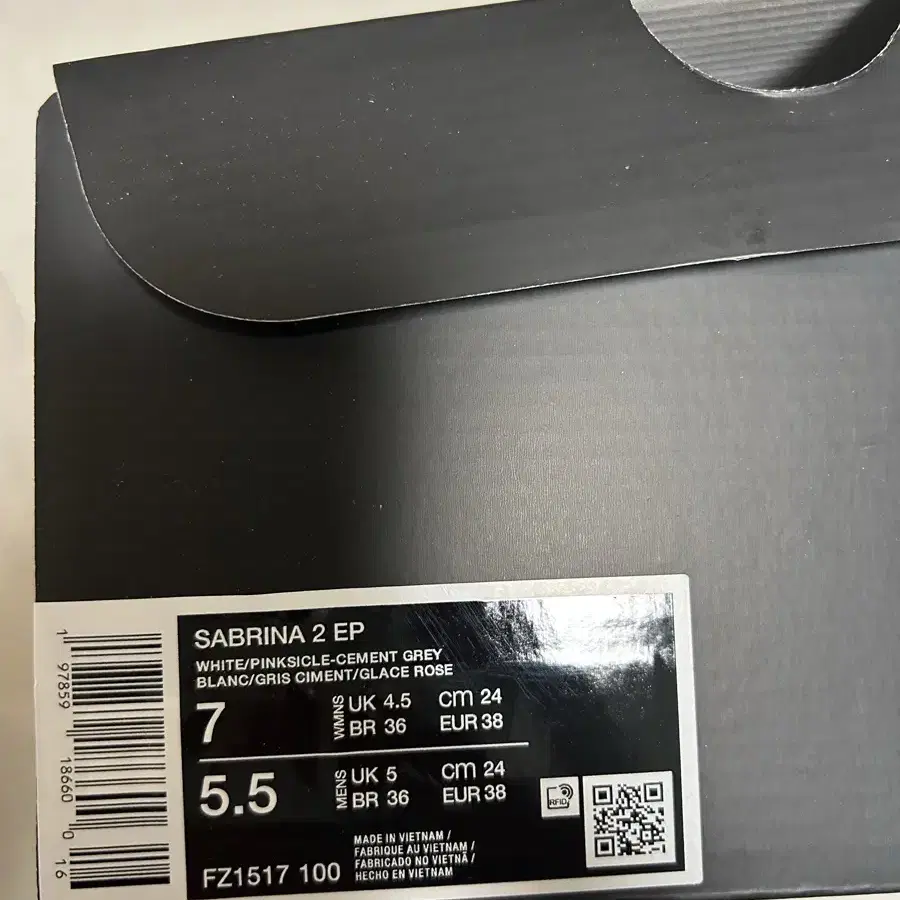 SABRINA 2 EP
WHITE/PINKSICLE-CEMENT GREY
BLANC/GRIS CIMENT/GLACE ROSE
7 WMNS UK 4.5 CM 24
BR 36 EUR 38
5.5 MENS UK 5 CM 24
BR 36 EUR 38
RFID
FZ1517 100
MADE IN VIETNAM /
FABRIQUE AU VIETNAM /
FABRICADO NO VIETNÃ /
HECHO EN VIETNAM
1 97859 18660 0 16